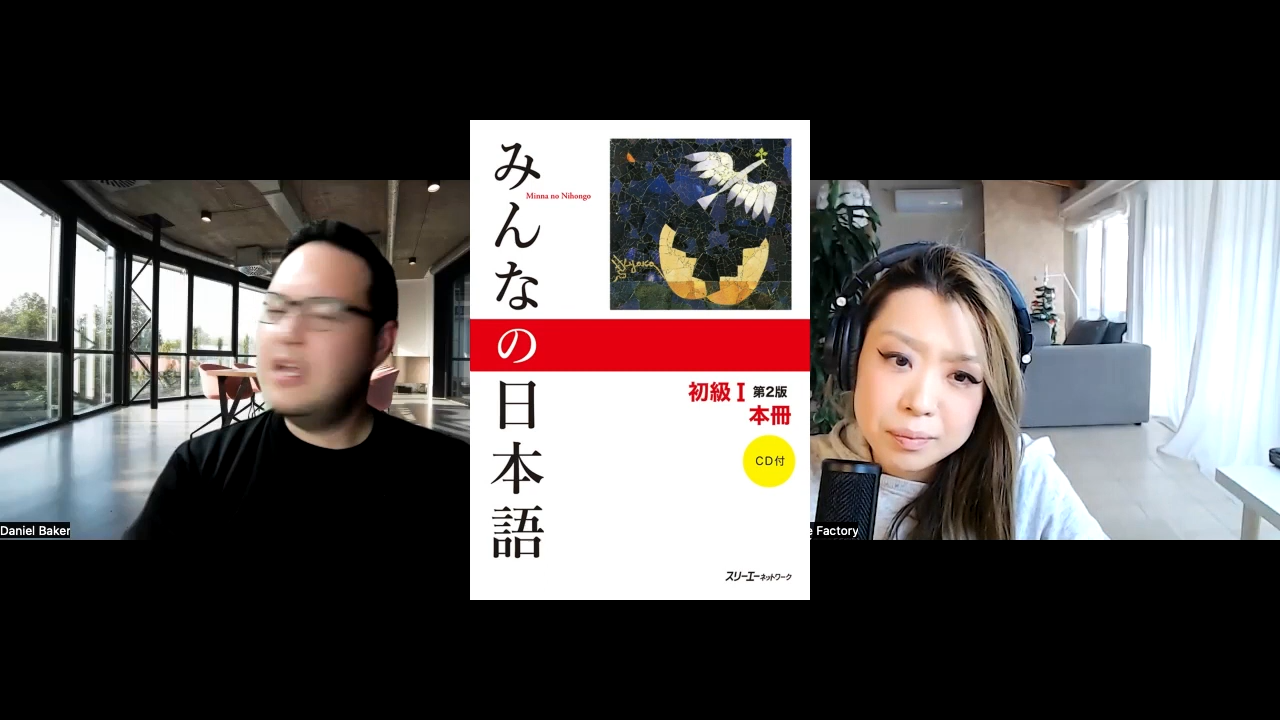 みんなの日本語
Minna no Nihongo
初級 I 第2版
本冊
CD付
スリーエーネットワーク
Daniel Baker
Factory